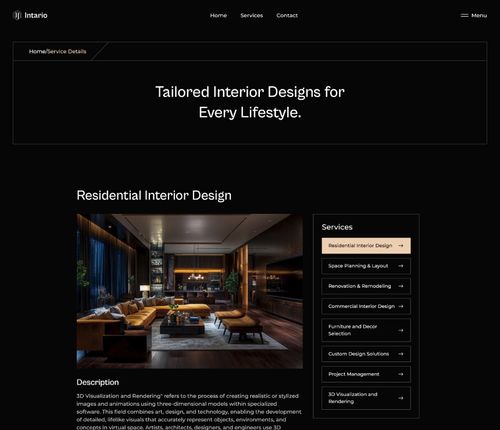 Intario
Home
Services
Contact
Menu
Home/Service Details
Tailored Interior Designs for
Every Lifestyle.
Residential Interior Design
Services
Residential Interior Design →
Space Planning & Layout →
Renovation & Remodeling →
Commercial Interior Design →
Furniture and Decor
Selection →
Custom Design Solutions →
Project Management →
3D Visualization and
Rendering →
Description
3D Visualization and Rendering" refers to the process of creating realistic or stylized
images and animations using three-dimensional models within specialized
software. This field combines art, design, and technology, enabling the development
of detailed, lifelike visuals that accurately represent objects, environments, and
concepts in virtual space. Artists, architects, designers, and engineers use 3D